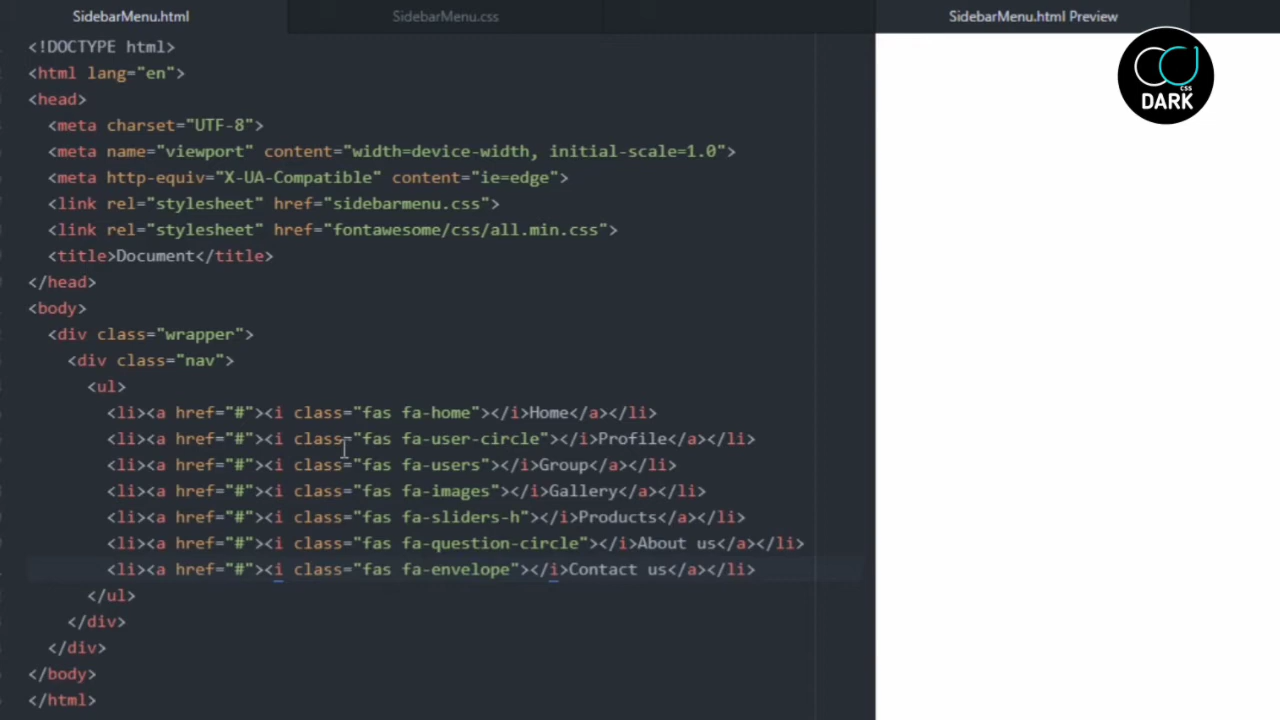 SidebarMenu.html
SidebarMenu.css
SidebarMenu.html Preview
css
DARK
<!DOCTYPE html>
<html lang="en">
<head>
<meta charset="UTF-8">
<meta name="viewport" content="width=device-width, initial-scale=1.0">
<meta http-equiv="X-UA-Compatible" content="ie=edge">
<link rel="stylesheet" href="sidebarmenu.css">
<link rel="stylesheet" href="fontawesome/css/all.min.css">
<title>Document</title>
</head>
<body>
<div class="wrapper">
<div class="nav">
<ul>
<li><a href="#"><i class="fas fa-home"></i>Home</a></li>
<li><a href="#"><i class="fas fa-user-circle"></i>Profile</a></li>
<li><a href="#"><i class="fas fa-users"></i>Group</a></li>
<li><a href="#"><i class="fas fa-images"></i>Gallery</a></li>
<li><a href="#"><i class="fas fa-sliders-h"></i>Products</a></li>
<li><a href="#"><i class="fas fa-question-circle"></i>About us</a></li>
<li><a href="#"><i class="fas fa-envelope"></i>Contact us</a></li>
</ul>
</div>
</div>
</body>
</html>